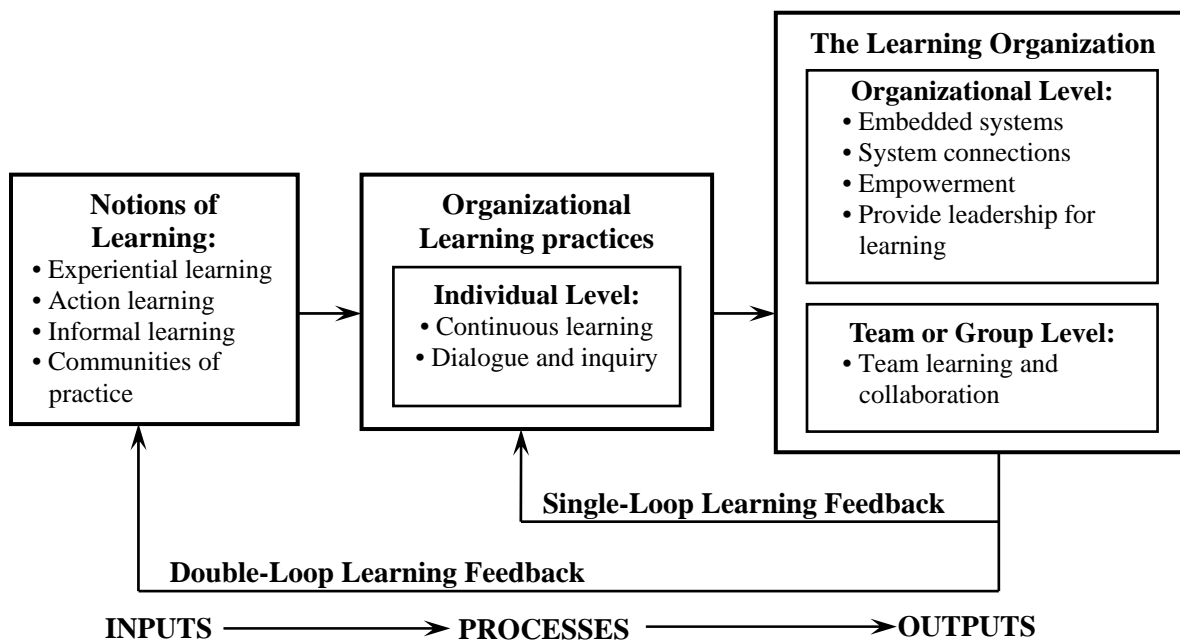 Notions of
Learning:
• Experiential learning
• Action learning
• Informal learning
• Communities of
practice
Organizational
Learning practices
Individual Level:
• Continuous learning
• Dialogue and inquiry
The Learning Organization
Organizational Level:
• Embedded systems
• System connections
• Empowerment
• Provide leadership for
learning
Team or Group Level:
• Team learning and
collaboration
Single-Loop Learning Feedback
Double-Loop Learning Feedback
INPUTS PROCESSES OUTPUTS